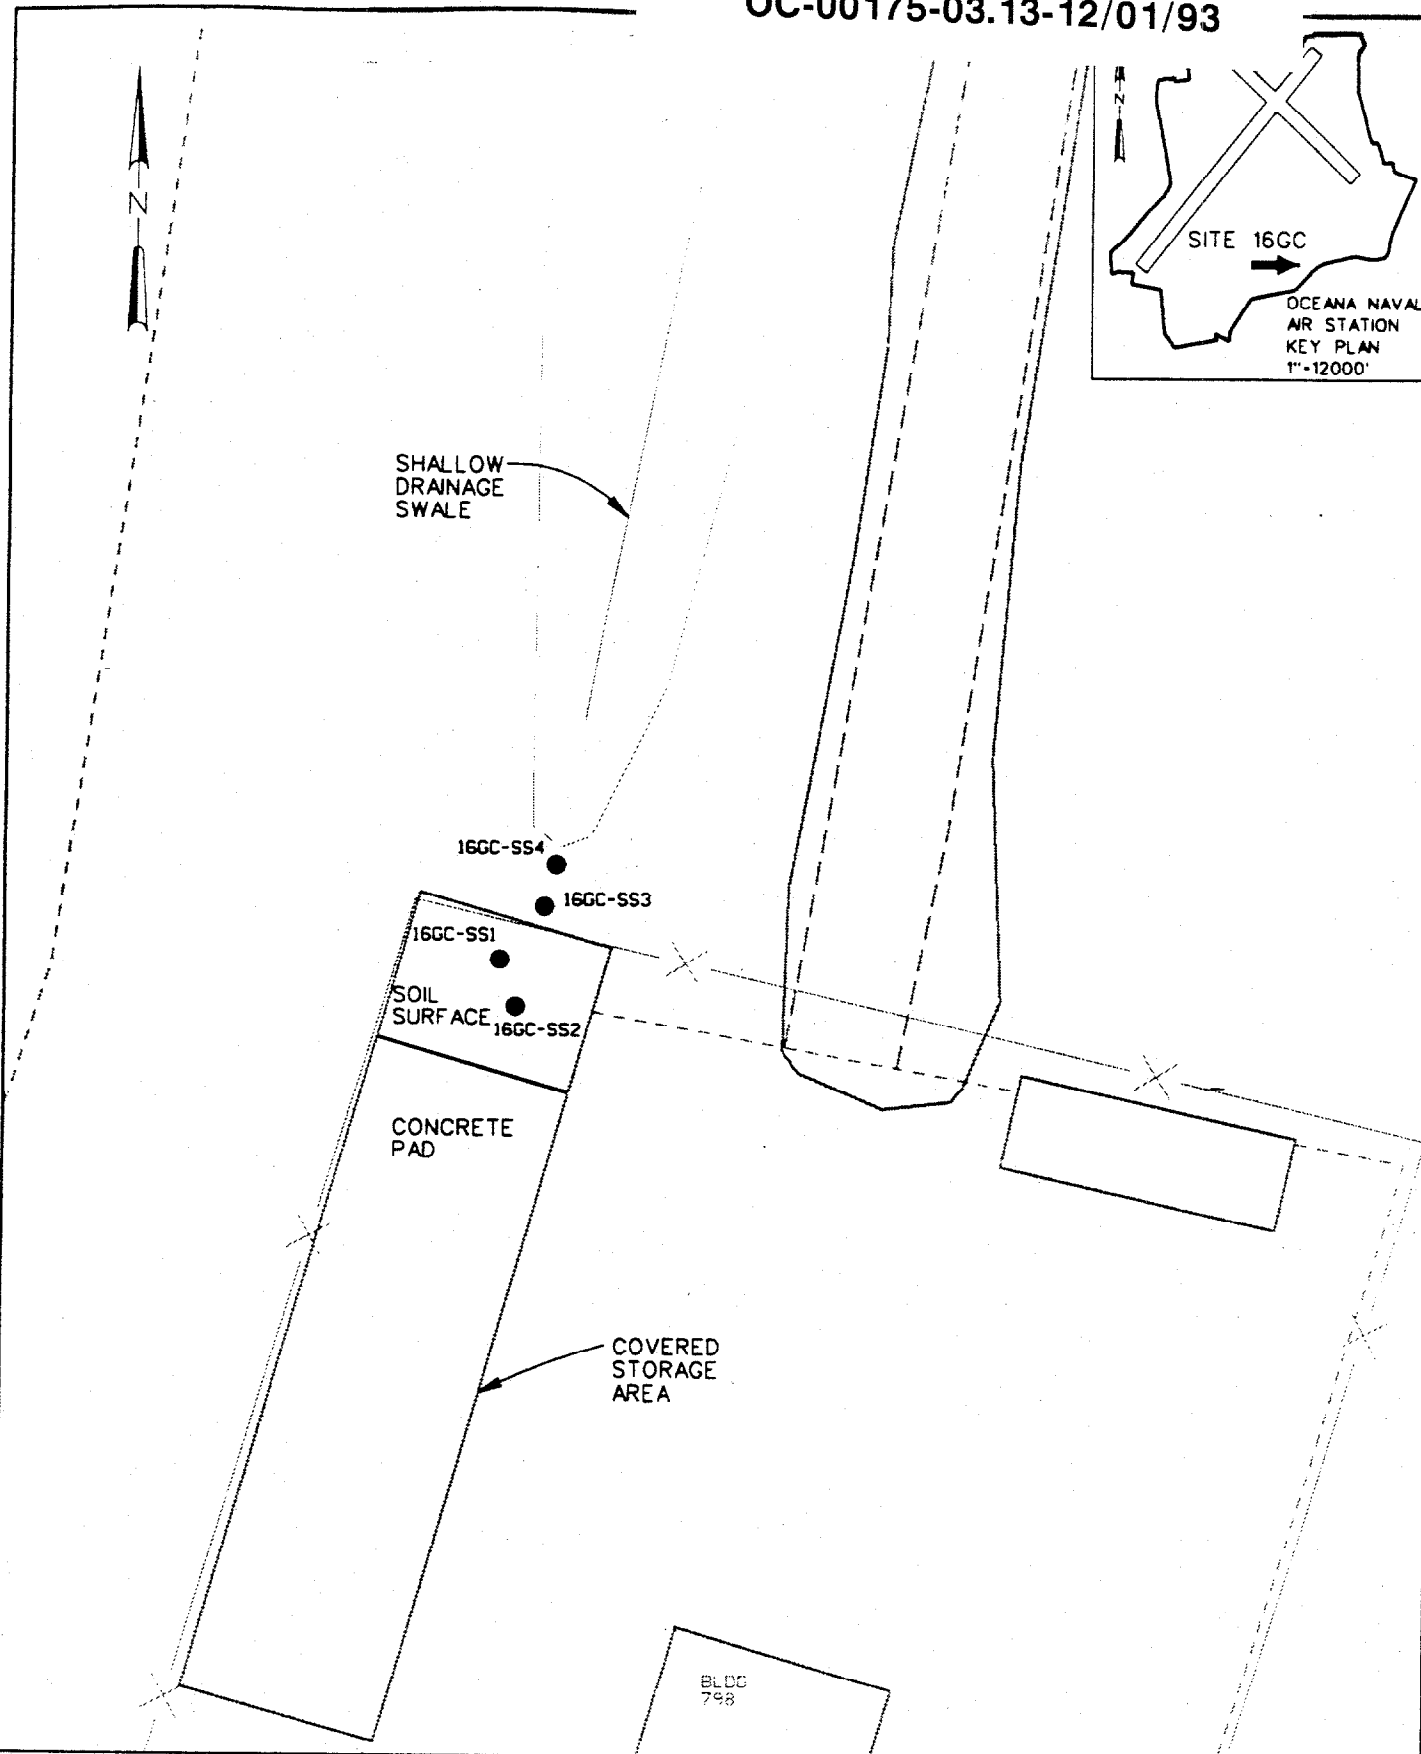 OC-00175-03.13-12/01/93
N
N
SITE 16GC
OCEANA NAVAL
AIR STATION
KEY PLAN
1"-12000'
SHALLOW
DRAINAGE
SWALE
16GC-SS4
16GC-SS3
16GC-SS1
SOIL
SURFACE
16GC-SS2
CONCRETE
PAD
COVERED
STORAGE
AREA
BLDG
798